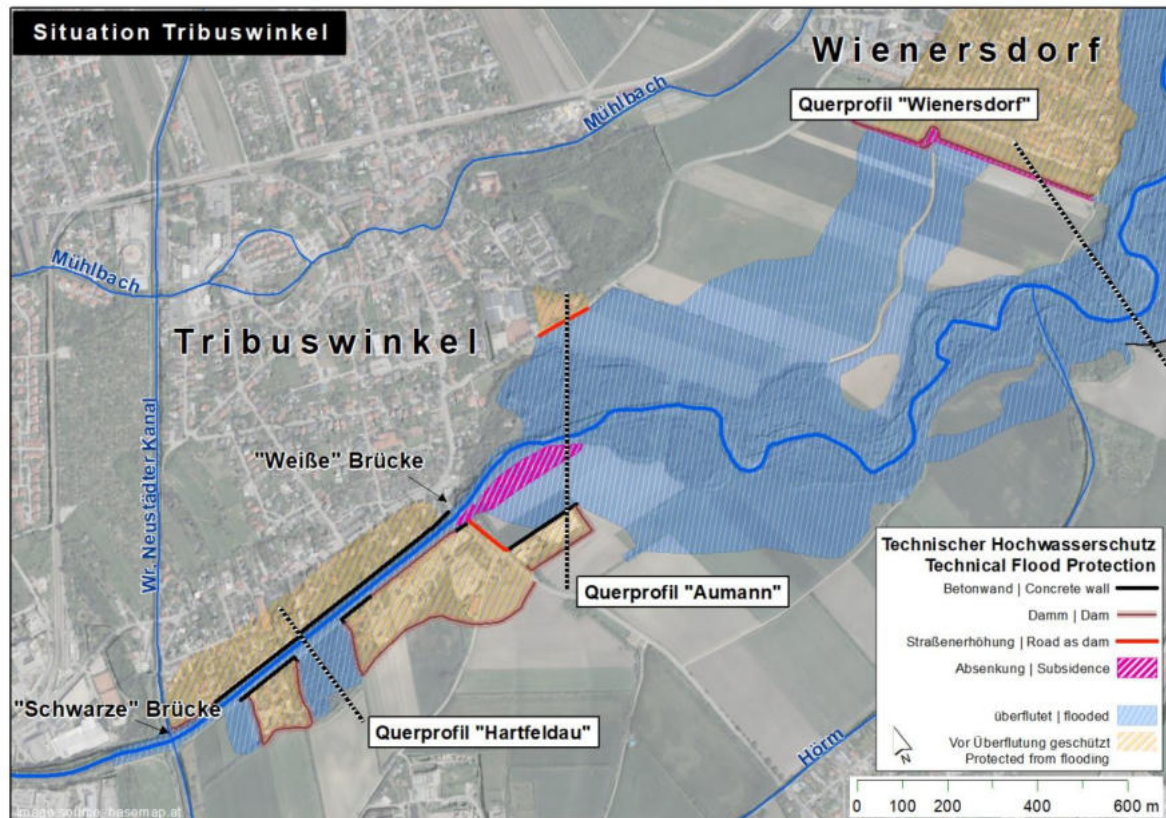 Situation Tribuswinkel
Wienersdorf
Querprofil "Wienersdorf"
Mühlbach
Mühlbach
Tribuswinkel
Wr. Neustädter Kanal
"Weiße" Brücke
Querprofil "Aumann"
"Schwarze" Brücke
Querprofil "Hartfeldau"
Hörm
Technischer Hochwasserschutz
Technical Flood Protection
Betonwand | Concrete wall
Damm | Dam
Straßenerhöhung | Road as dam
Absenkung | Subsidence
überflutet | flooded
Vor Überflutung geschützt
Protected from flooding
N
0 100 200 400 600 m
Image source: basemap.at